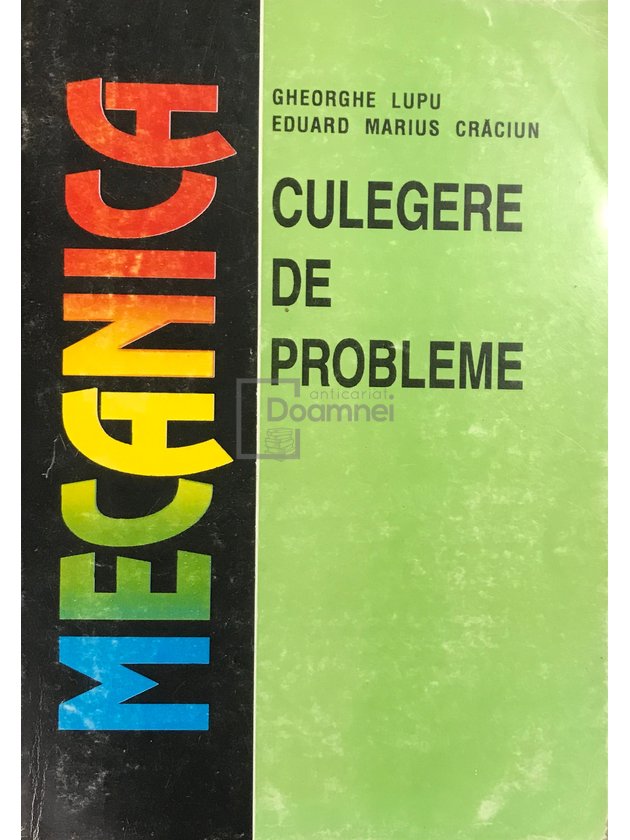 MECANICA
GHEORGHE LUPU
EDUARD MARIUS CRĂCIUN
CULEGERE
DE
PROBLEME
anticariat
Doamnei